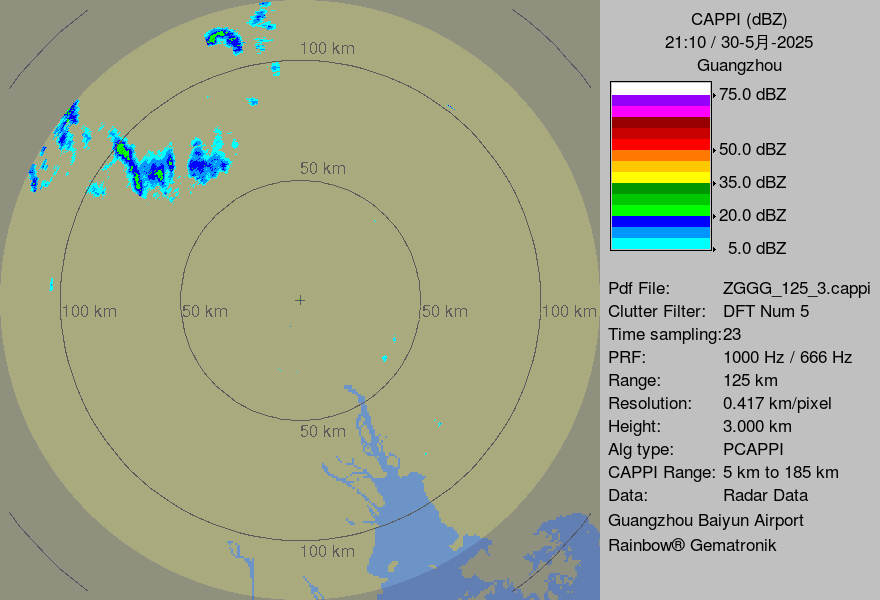 100 km
50 km
100 km
50 km
50 km
100 km
50 km
100 km
CAPPI (dBZ)
21:10 / 30-5月-2025
Guangzhou
75.0 dBZ
50.0 dBZ
35.0 dBZ
20.0 dBZ
5.0 dBZ
Pdf File: ZGGG_125_3.cappi
Clutter Filter: DFT Num 5
Time sampling:23
PRF: 1000 Hz / 666 Hz
Range: 125 km
Resolution: 0.417 km/pixel
Height: 3.000 km
Alg type: PCAPPI
CAPPI Range: 5 km to 185 km
Data: Radar Data
Guangzhou Baiyun Airport
Rainbow® Gematronik